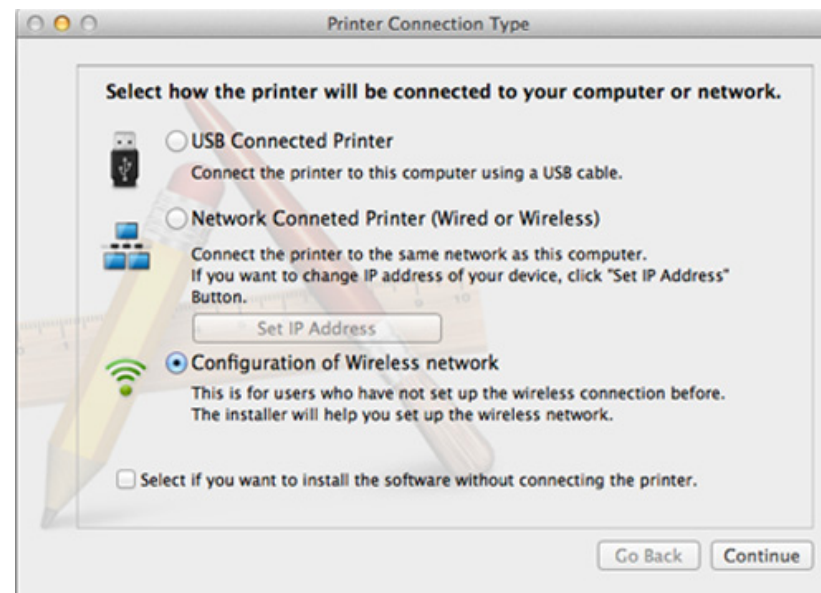 Printer Connection Type
Select how the printer will be connected to your computer or network.
USB Connected Printer
Connect the printer to this computer using a USB cable.
Network Conneted Printer (Wired or Wireless)
Connect the printer to the same network as this computer.
If you want to change IP address of your device, click "Set IP Address"
Button.
Set IP Address
Configuration of Wireless network
This is for users who have not set up the wireless connection before.
The installer will help you set up the wireless network.
Select if you want to install the software without connecting the printer.
Go Back Continue